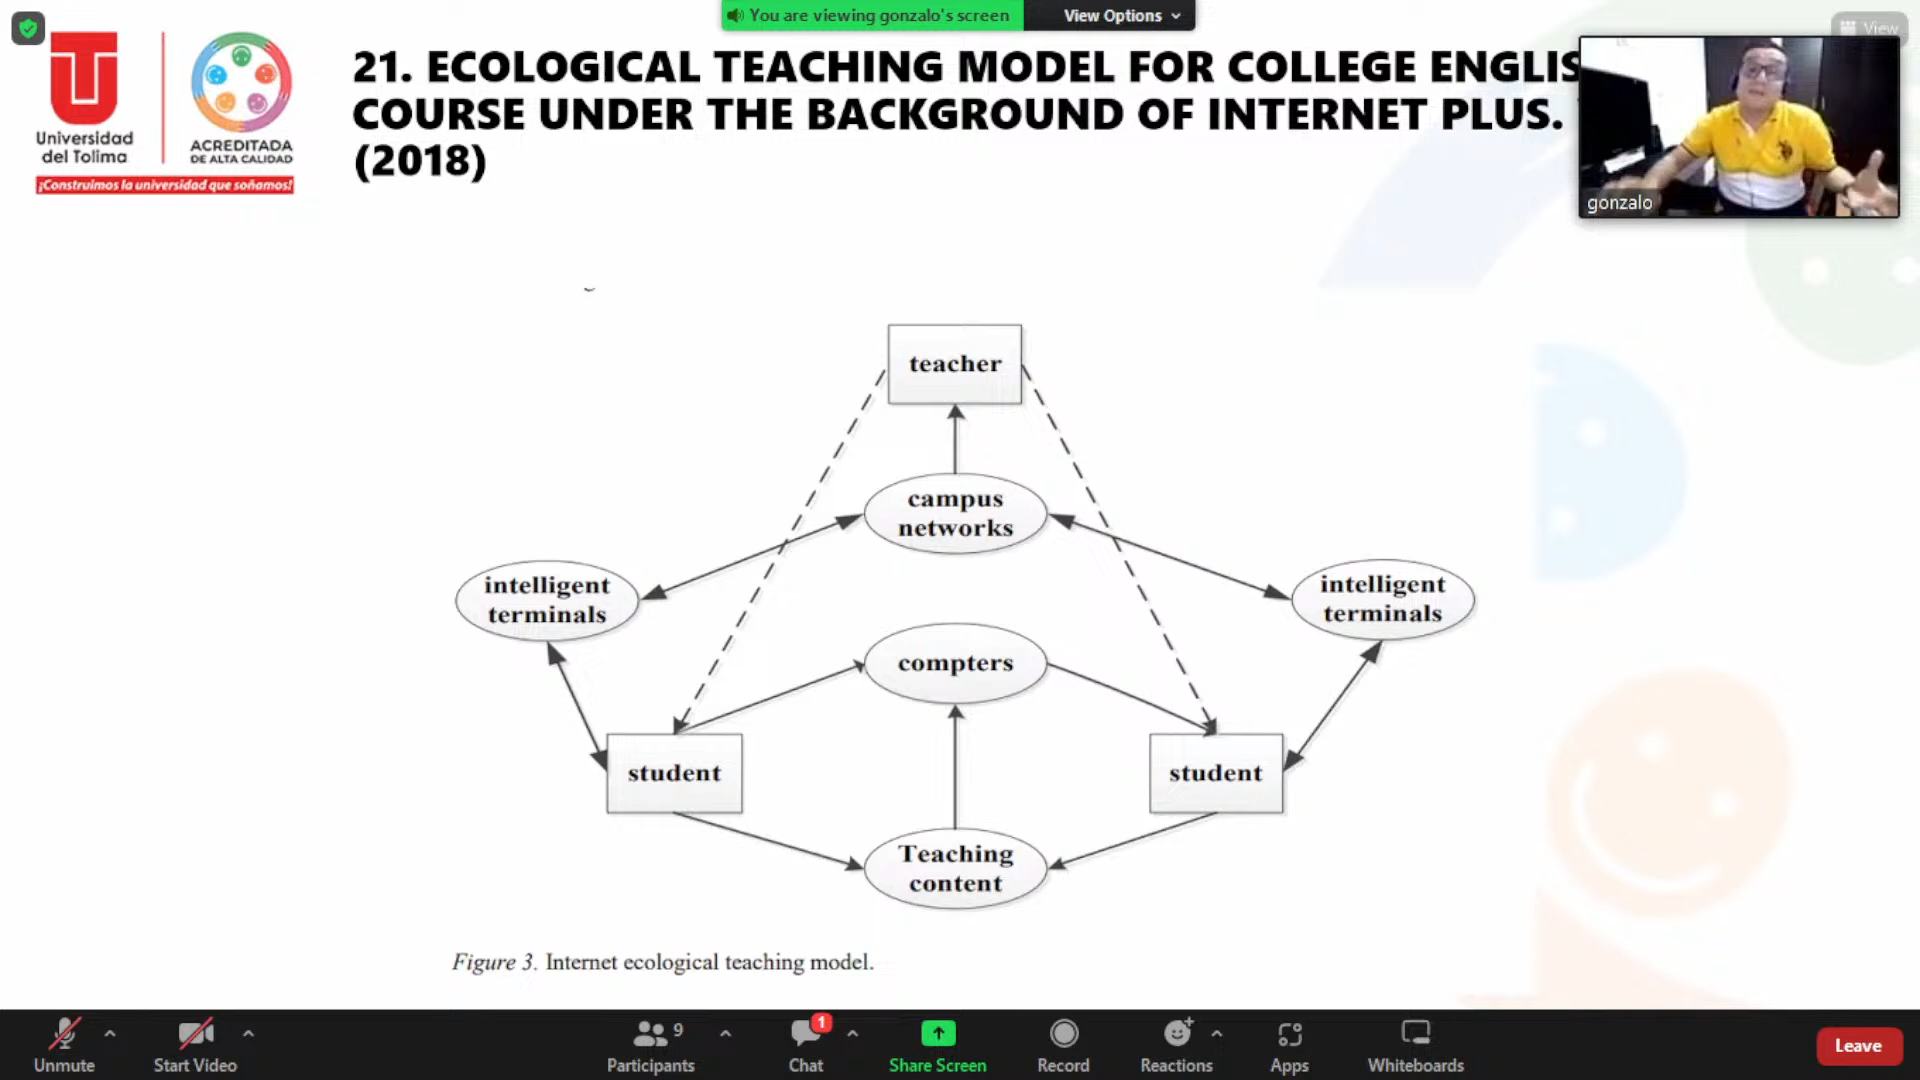 You are viewing gonzalo's screen
View Options
View
Universidad
del Tolima
ACREDITADA
DE ALTA CALIDAD
¡Construimos la universidad que soñamos!
21. ECOLOGICAL TEACHING MODEL FOR COLLEGE ENGLIS
COURSE UNDER THE BACKGROUND OF INTERNET PLUS.
(2018)
gonzalo
teacher
campus
networks
intelligent
terminals
intelligent
terminals
compters
student
student
Teaching
content
Figure 3. Internet ecological teaching model.
Unmute
Start Video
9
Participants
1
Chat
Share Screen
Record
Reactions
Apps
Whiteboards
Leave